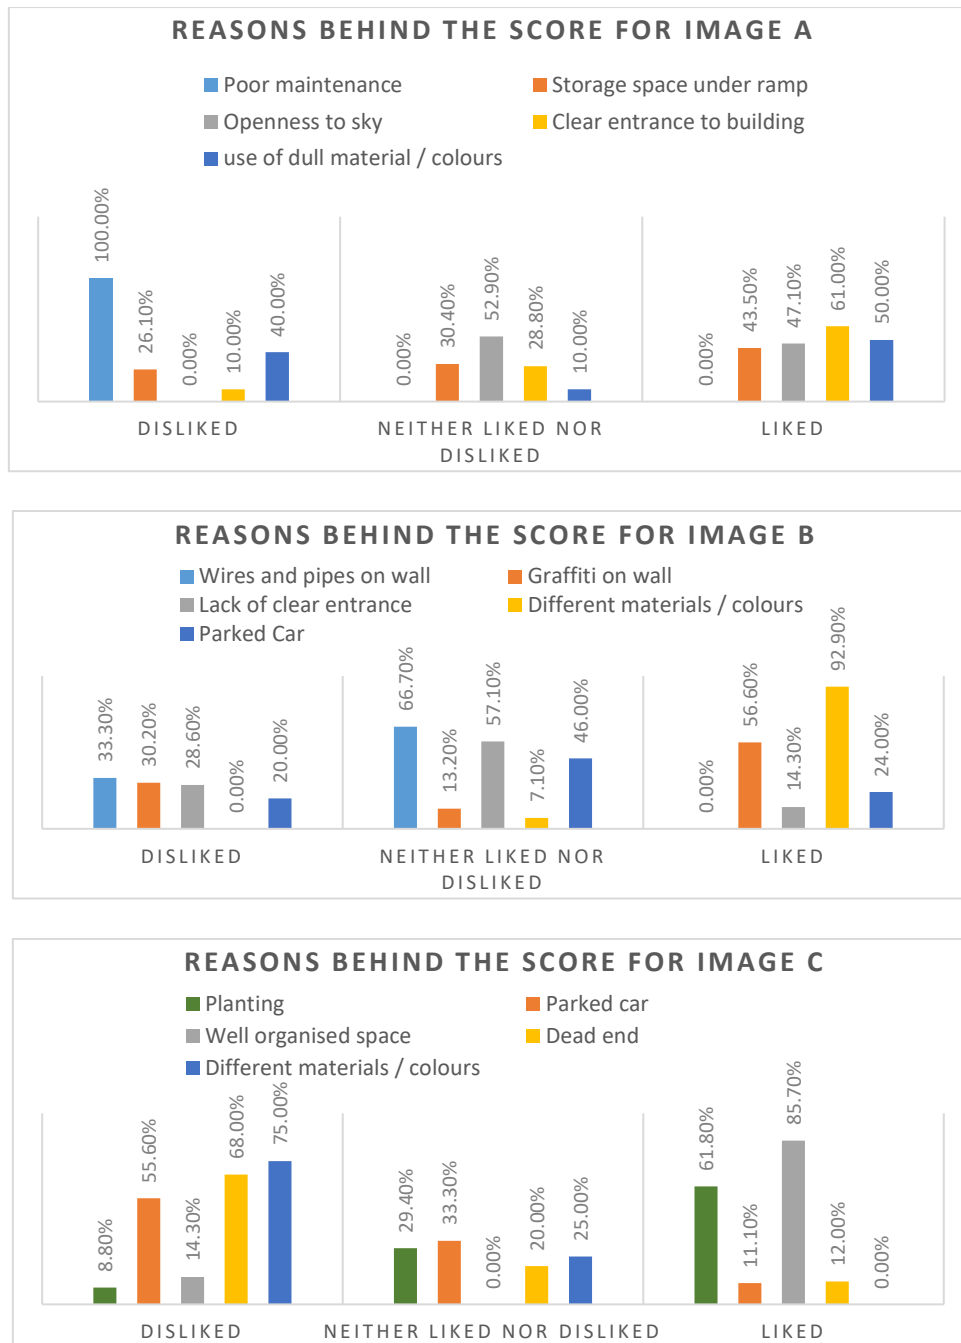 REASONS BEHIND THE SCORE FOR IMAGE A
Poor maintenance
Storage space under ramp
Openness to sky
Clear entrance to building
use of dull material / colours
100.00%
26.10%
0.00%
10.00%
40.00%
0.00%
30.40%
52.90%
28.80%
10.00%
0.00%
43.50%
47.10%
61.00%
50.00%
DISLIKED
NEITHER LIKED NOR
DISLIKED
LIKED
REASONS BEHIND THE SCORE FOR IMAGE B
Wires and pipes on wall
Graffiti on wall
Lack of clear entrance
Different materials / colours
Parked Car
33.30%
30.20%
28.60%
0.00%
20.00%
66.70%
13.20%
57.10%
7.10%
46.00%
0.00%
56.60%
14.30%
92.90%
24.00%
DISLIKED
NEITHER LIKED NOR
DISLIKED
LIKED
REASONS BEHIND THE SCORE FOR IMAGE C
Planting
Parked car
Well organised space
Dead end
Different materials / colours
8.80%
55.60%
14.30%
68.00%
75.00%
29.40%
33.30%
0.00%
20.00%
25.00%
61.80%
11.10%
85.70%
12.00%
0.00%
DISLIKED
NEITHER LIKED NOR DISLIKED
LIKED